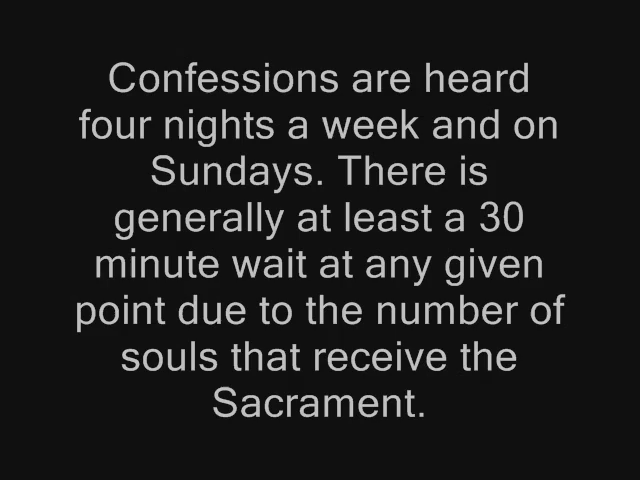 Confessions are heard
four nights a week and on
Sundays. There is
generally at least a 30
minute wait at any given
point due to the number of
souls that receive the
Sacrament.